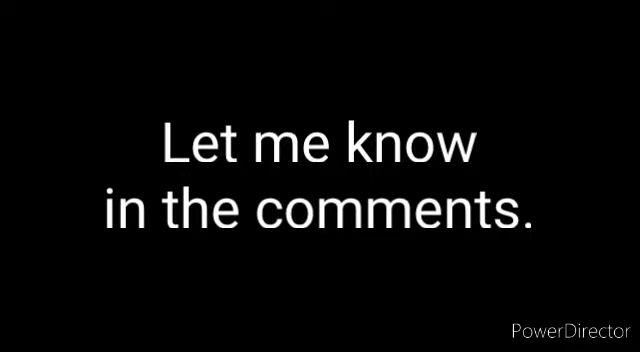 Let me know
in the comments.
PowerDirector